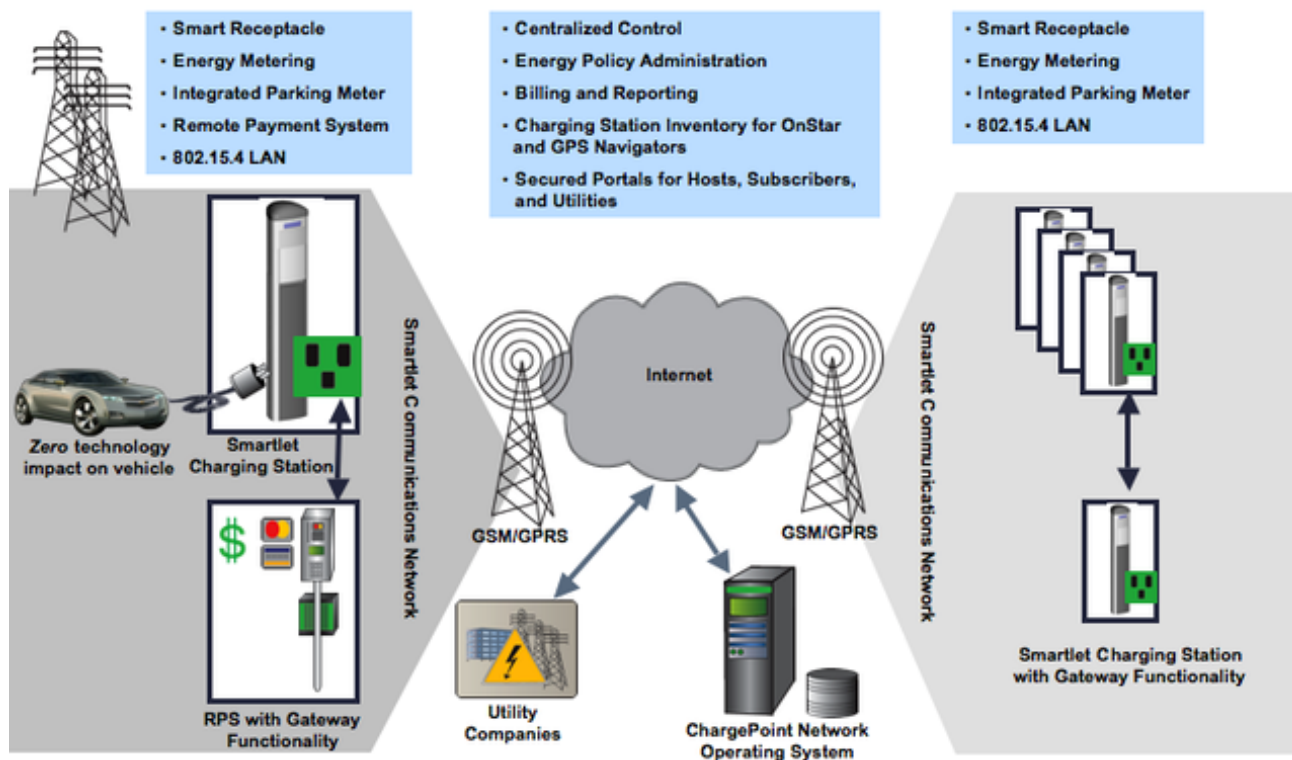 • Smart Receptacle
• Energy Metering
• Integrated Parking Meter
• Remote Payment System
• 802.15.4 LAN
• Centralized Control
• Energy Policy Administration
• Billing and Reporting
• Charging Station Inventory for OnStar
and GPS Navigators
• Secured Portals for Hosts, Subscribers,
and Utilities
• Smart Receptacle
• Energy Metering
• Integrated Parking Meter
• 802.15.4 LAN
Zero technology
impact on vehicle
Smartlet
Charging Station
$
RPS with Gateway
Functionality
Smartlet Communications Network
GSM/GPRS
Internet
GSM/GPRS
Utility
Companies
ChargePoint Network
Operating System
Smartlet Communications Network
Smartlet Charging Station
with Gateway Functionality